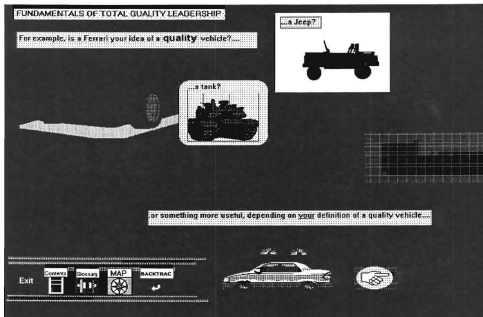 FUNDAMENTALS OF TOTAL QUALITY LEADERSHIP
...a Jeep?
For example, is a Ferrari your idea of a quality vehicle?....
...a tank?
..or something more useful, depending on your definition of a quality vehicle....
Exit
Contents
Glossary
MAP
BACKTRAC